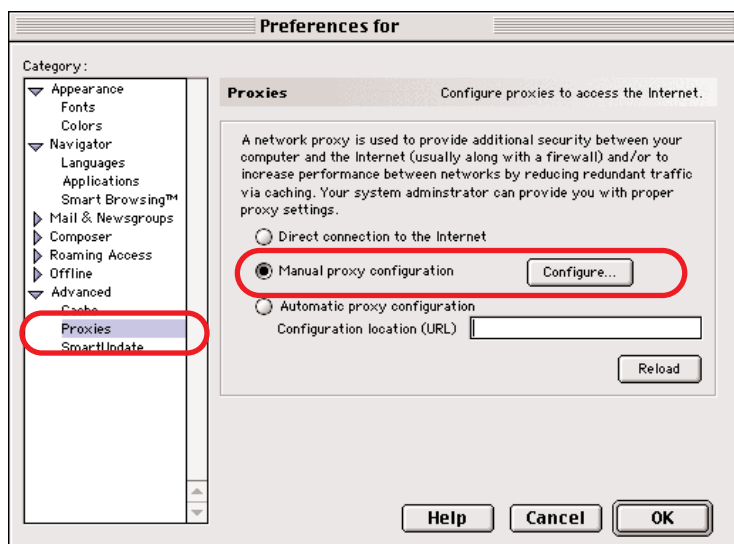 Preferences for
Category:
Appearance
Fonts
Colors
Navigator
Languages
Applications
Smart Browsing™
Mail & Newsgroups
Composer
Roaming Access
Offline
Advanced
Cache
Proxies
SmartUpdate
Proxies Configure proxies to access the Internet.
A network proxy is used to provide additional security between your
computer and the Internet (usually along with a firewall) and/or to
increase performance between networks by reducing redundant traffic
via caching. Your system adminstrator can provide you with proper
proxy settings.
Direct connection to the Internet
Manual proxy configuration Configure...
Automatic proxy configuration
Configuration location (URL)
Reload
Help Cancel OK